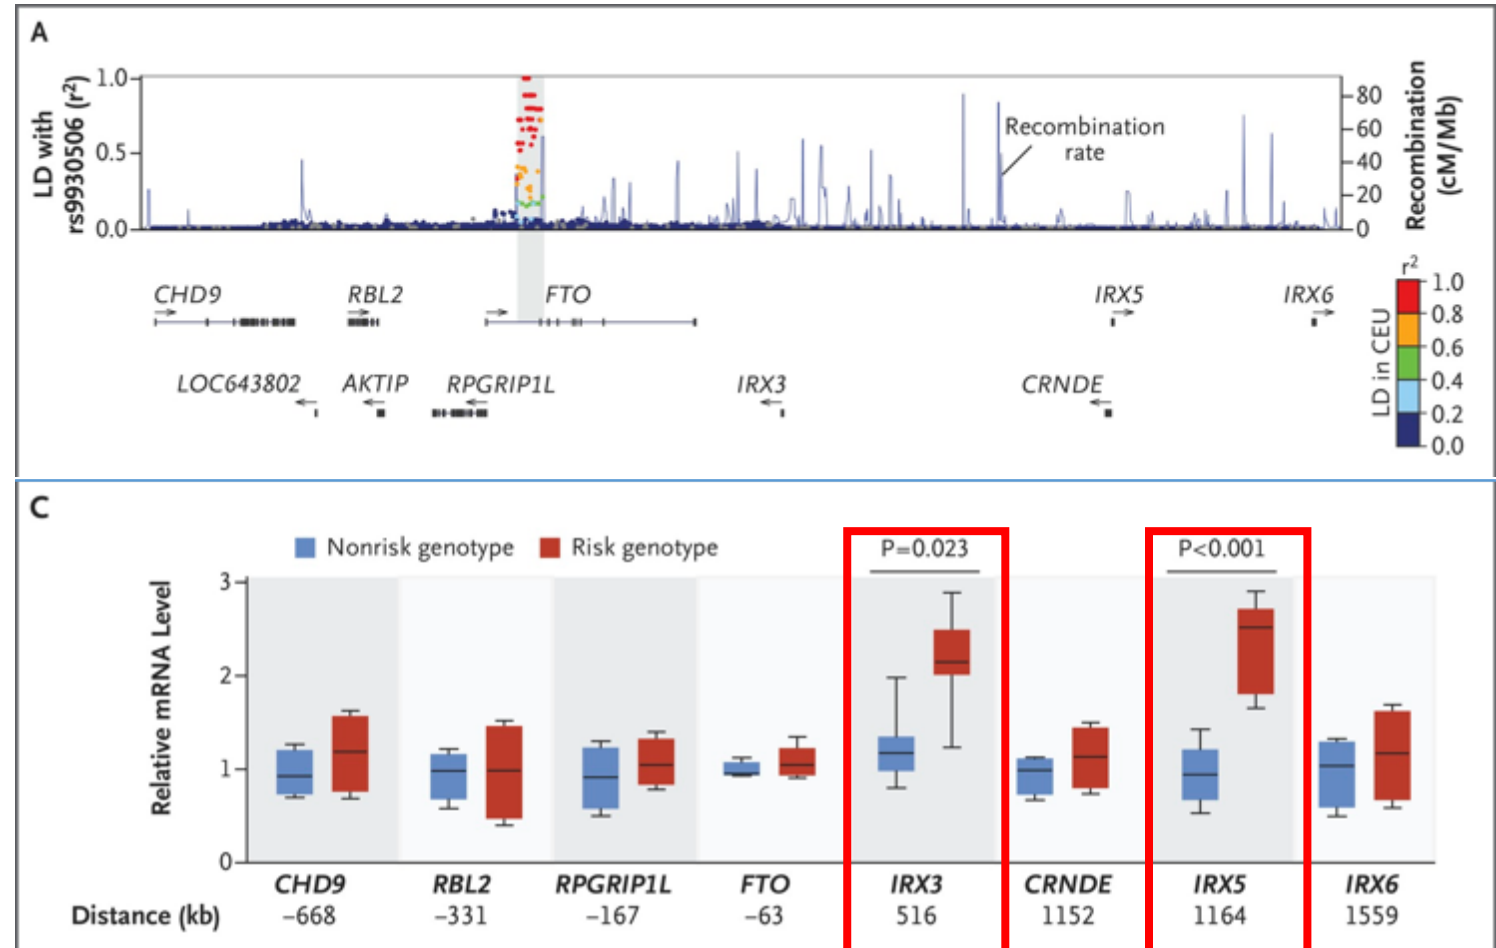 A
LD with rs9930506 (r²)
1.0
0.5
0.0
Recombination rate
80
60
40
20
0
Recombination (cM/Mb)
CHD9
RBL2
FTO
IRX5
IRX6
LOC643802
AKTIP
RPGRIP1L
IRX3
CRNDE
r²
1.0
0.8
0.6
0.4
0.2
0.0
LD in CEU
C
Nonrisk genotype
Risk genotype
P=0.023
P<0.001
Relative mRNA Level
3
2
1
0
CHD9 RBL2 RPGRIP1L FTO IRX3 CRNDE IRX5 IRX6
Distance (kb) –668 –331 –167 –63 516 1152 1164 1559